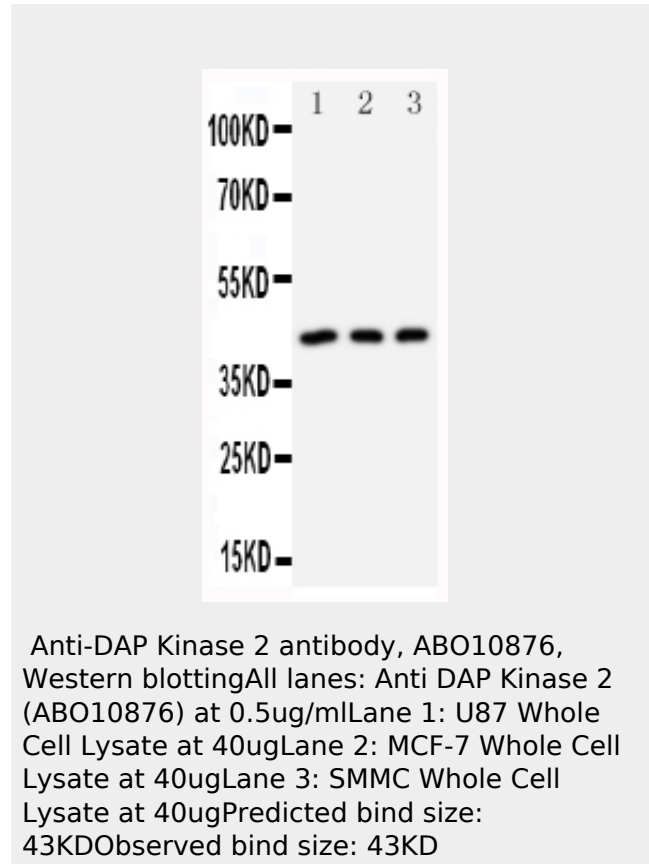 1 2 3
100KD
70KD
55KD
35KD
25KD
15KD
Anti-DAP Kinase 2 antibody, ABO10876,
Western blottingAll lanes: Anti DAP Kinase 2
(ABO10876) at 0.5ug/mlLane 1: U87 Whole
Cell Lysate at 40ugLane 2: MCF-7 Whole Cell
Lysate at 40ugLane 3: SMMC Whole Cell
Lysate at 40ugPredicted bind size:
43KDObserved bind size: 43KD